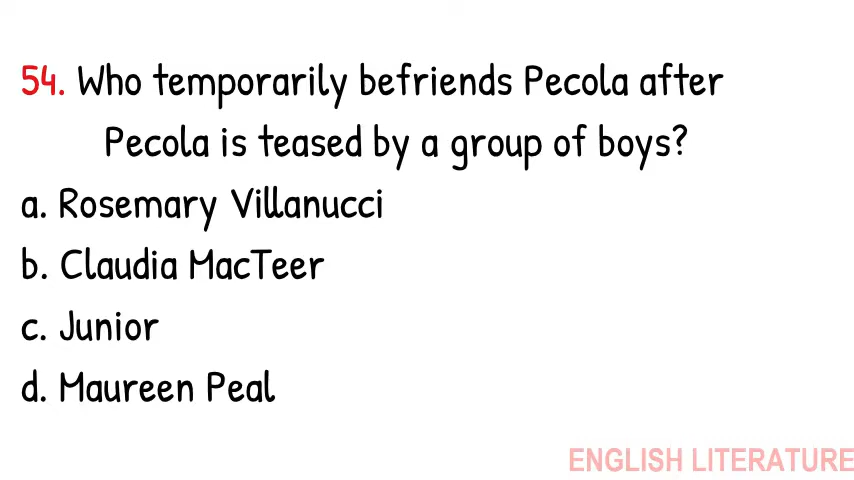 54. Who temporarily befriends Pecola after
Pecola is teased by a group of boys?
a. Rosemary Villanucci
b. Claudia MacTeer
c. Junior
d. Maureen Peal
ENGLISH LITERATURE